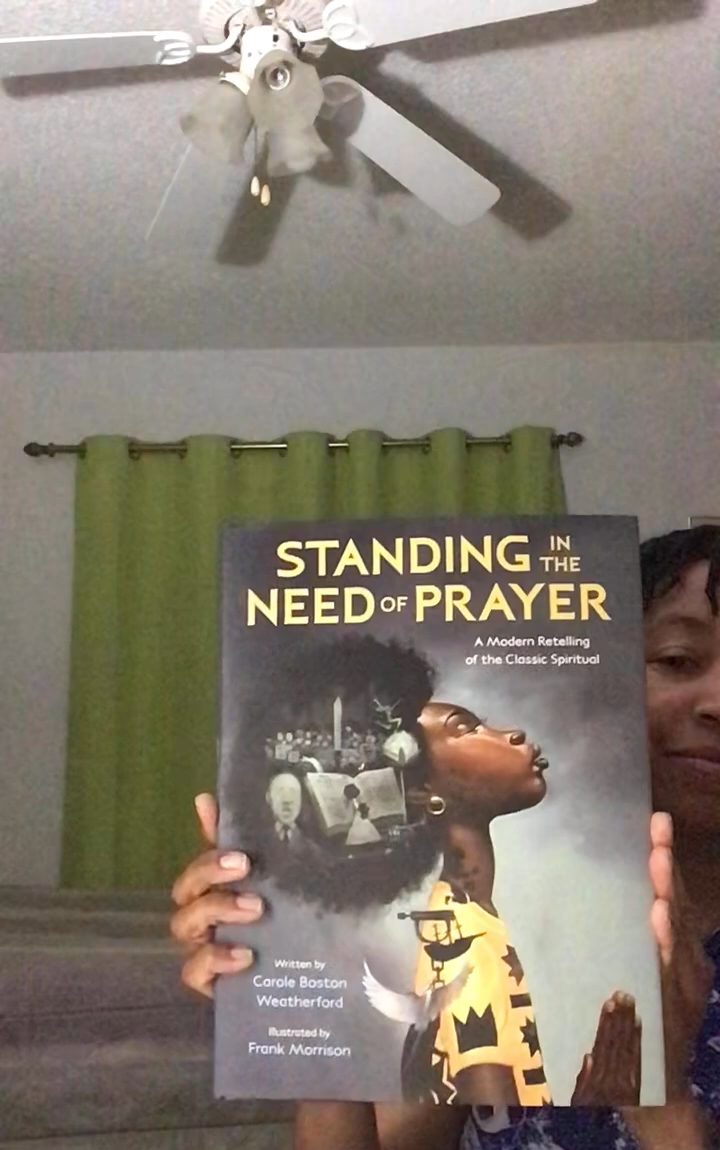 STANDING IN THE
NEED OF PRAYER
A Modern Retelling
of the Classic Spiritual
Written by
Carole Boston
Weatherford
Illustrated by
Frank Morrison